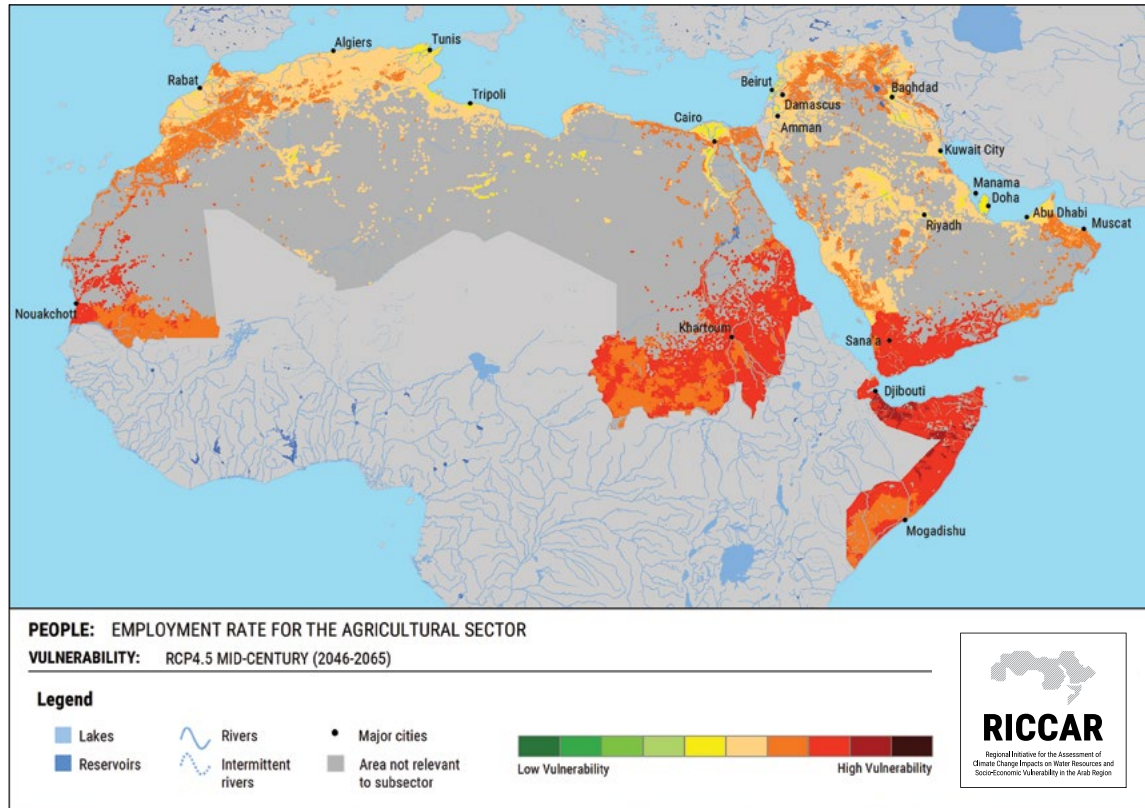 Algiers
Tunis
Rabat
Tripoli
Beirut
Damascus
Baghdad
Cairo
Amman
Kuwait City
Manama
Doha
Abu Dhabi
Riyadh
Muscat
Nouakchott
Khartoum
Sana'a
Djibouti
Mogadishu
PEOPLE: EMPLOYMENT RATE FOR THE AGRICULTURAL SECTOR
VULNERABILITY: RCP4.5 MID-CENTURY (2046-2065)
Legend
Lakes
Reservoirs
Rivers
Intermittent
rivers
Major cities
Area not relevant
to subsector
Low Vulnerability
High Vulnerability
RICCAR
Regional Initiative for the Assessment of
Climate Change Impacts on Water Resources and
Socio-Economic Vulnerability in the Arab Region